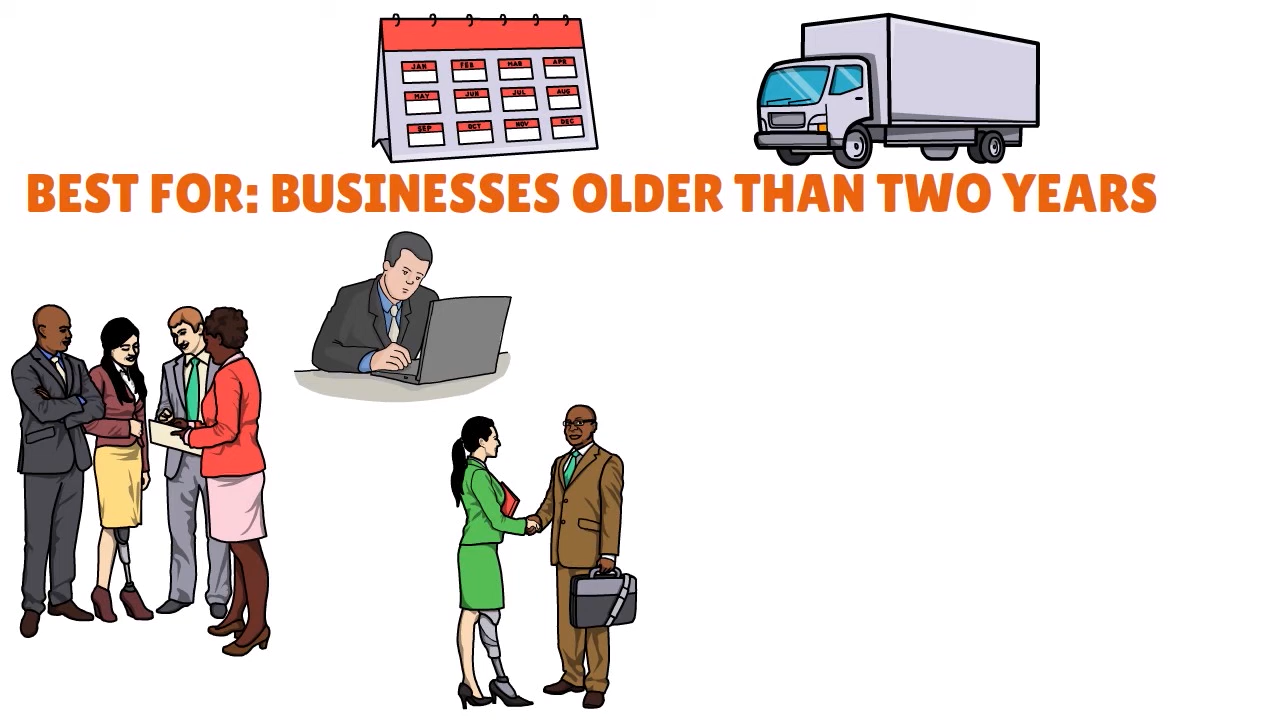 JAN FEB MAR APR
MAY JUN JUL AUG
SEP OCT NOV DEC
BEST FOR: BUSINESSES OLDER THAN TWO YEARS